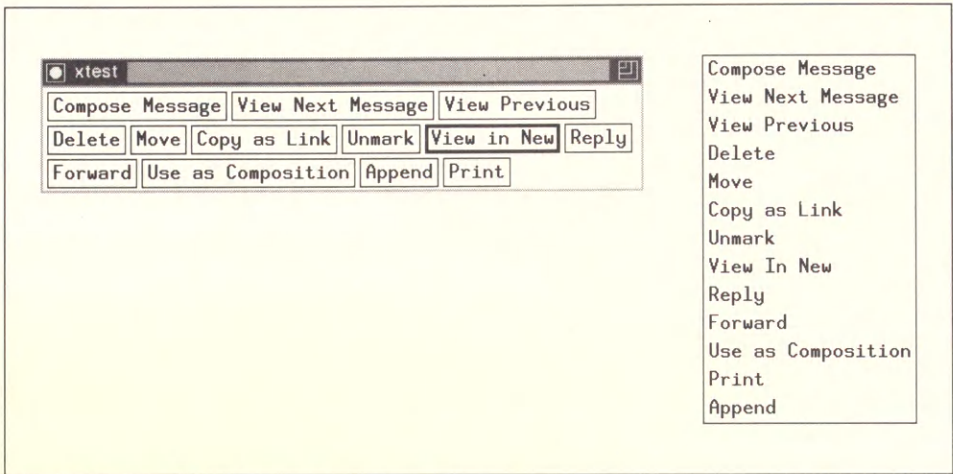 xtest
Compose Message View Next Message View Previous
Delete Move Copy as Link Unmark View in New Reply
Forward Use as Composition Append Print
Compose Message
View Next Message
View Previous
Delete
Move
Copy as Link
Unmark
View In New
Reply
Forward
Use as Composition
Print
Append